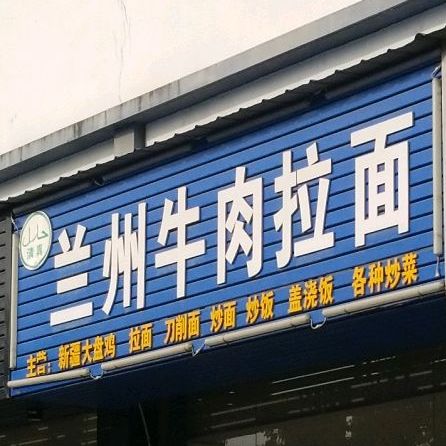 حلال
清真
兰州牛肉拉面
主营：新疆大盘鸡 拉面 刀削面 炒面 炒饭 盖浇饭 各种炒菜